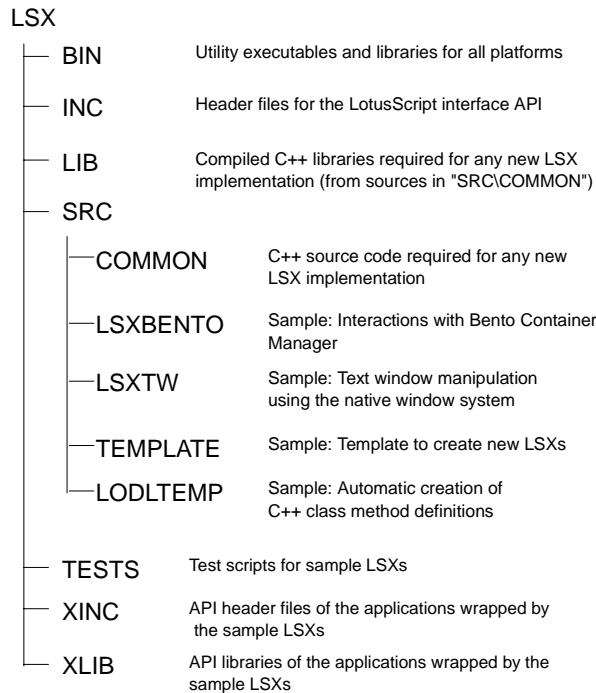 LSX
BIN Utility executables and libraries for all platforms
INC Header files for the LotusScript interface API
LIB Compiled C++ libraries required for any new LSX
implementation (from sources in "SRC\COMMON")
SRC
COMMON C++ source code required for any new
LSX implementation
LSXBENTO Sample: Interactions with Bento Container
Manager
LSXTW Sample: Text window manipulation
using the native window system
TEMPLATE Sample: Template to create new LSXs
LODLTEMP Sample: Automatic creation of
C++ class method definitions
TESTS Test scripts for sample LSXs
XINC API header files of the applications wrapped by
the sample LSXs
XLIB API libraries of the applications wrapped by the
sample LSXs